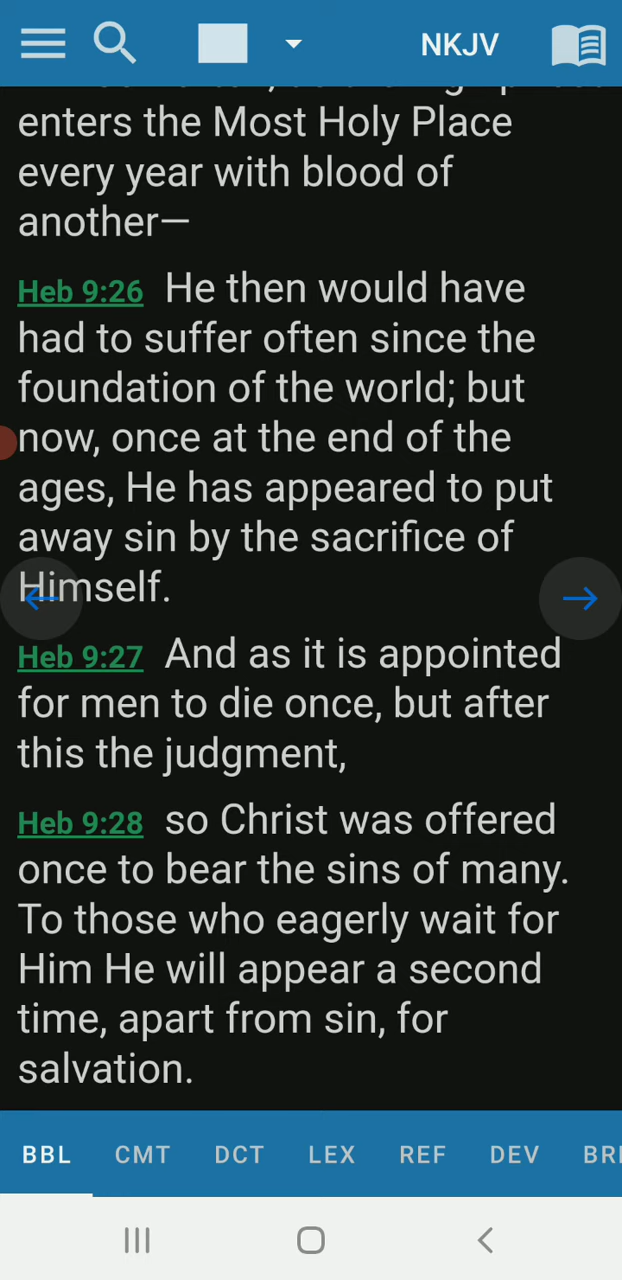 NKJV
enters the Most Holy Place
every year with blood of
another—
Heb 9:26 He then would have
had to suffer often since the
foundation of the world; but
now, once at the end of the
ages, He has appeared to put
away sin by the sacrifice of
Himself.
Heb 9:27 And as it is appointed
for men to die once, but after
this the judgment,
Heb 9:28 so Christ was offered
once to bear the sins of many.
To those who eagerly wait for
Him He will appear a second
time, apart from sin, for
salvation.
BBL CMT DCT LEX REF DEV